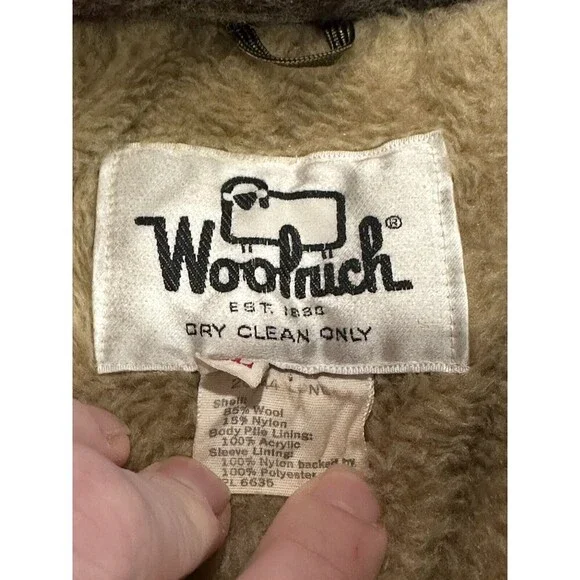 Woolrich®
EST. 1830
DRY CLEAN ONLY
Shell:
85% Wool
15% Nylon
Body Pile Lining:
100% Acrylic
Sleeve Lining:
100% Nylon backed by
100% Polyester
PL 6635